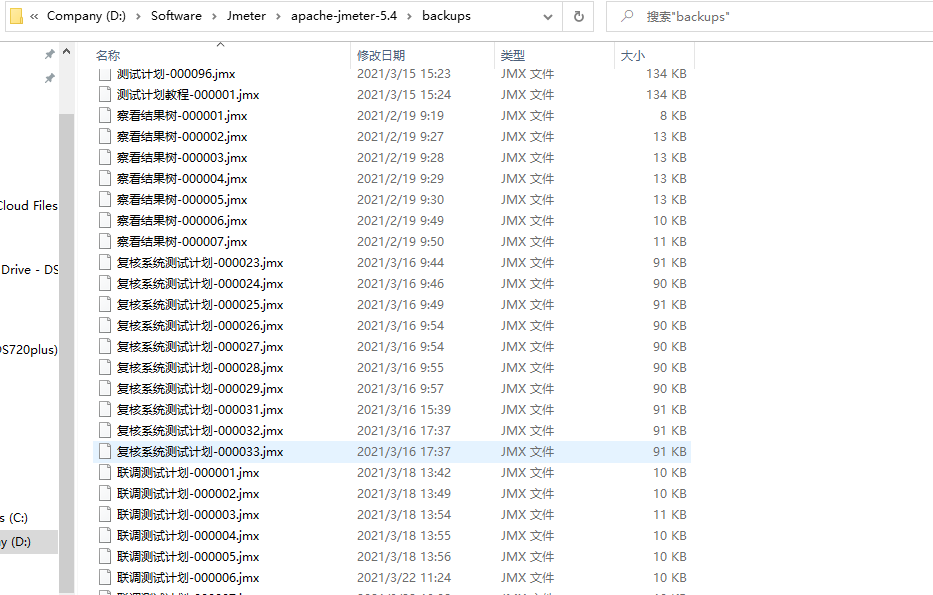 « Company (D:) › Software › Jmeter › apache-jmeter-5.4 › backups
搜索"backups"
名称 修改日期 类型 大小
测试计划-000096.jmx 2021/3/15 15:23 JMX 文件 134 KB
测试计划教程-000001.jmx 2021/3/15 15:24 JMX 文件 134 KB
察看结果树-000001.jmx 2021/2/19 9:19 JMX 文件 8 KB
察看结果树-000002.jmx 2021/2/19 9:27 JMX 文件 13 KB
察看结果树-000003.jmx 2021/2/19 9:28 JMX 文件 13 KB
察看结果树-000004.jmx 2021/2/19 9:29 JMX 文件 13 KB
察看结果树-000005.jmx 2021/2/19 9:30 JMX 文件 13 KB
Cloud Files
察看结果树-000006.jmx 2021/2/19 9:49 JMX 文件 10 KB
察看结果树-000007.jmx 2021/2/19 9:50 JMX 文件 11 KB
复核系统测试计划-000023.jmx 2021/3/16 9:44 JMX 文件 91 KB
Drive - DS
复核系统测试计划-000024.jmx 2021/3/16 9:46 JMX 文件 90 KB
复核系统测试计划-000025.jmx 2021/3/16 9:49 JMX 文件 91 KB
复核系统测试计划-000026.jmx 2021/3/16 9:54 JMX 文件 90 KB
复核系统测试计划-000027.jmx 2021/3/16 9:54 JMX 文件 90 KB
DS720plus)
复核系统测试计划-000028.jmx 2021/3/16 9:55 JMX 文件 90 KB
复核系统测试计划-000029.jmx 2021/3/16 9:57 JMX 文件 90 KB
复核系统测试计划-000031.jmx 2021/3/16 15:39 JMX 文件 91 KB
复核系统测试计划-000032.jmx 2021/3/16 17:37 JMX 文件 91 KB
复核系统测试计划-000033.jmx 2021/3/16 17:37 JMX 文件 91 KB
联调测试计划-000001.jmx 2021/3/18 13:42 JMX 文件 10 KB
联调测试计划-000002.jmx 2021/3/18 13:49 JMX 文件 10 KB
联调测试计划-000003.jmx 2021/3/18 13:54 JMX 文件 11 KB
s (C:)
联调测试计划-000004.jmx 2021/3/18 13:55 JMX 文件 10 KB
ny (D:)
联调测试计划-000005.jmx 2021/3/18 13:56 JMX 文件 10 KB
联调测试计划-000006.jmx 2021/3/22 11:24 JMX 文件 10 KB